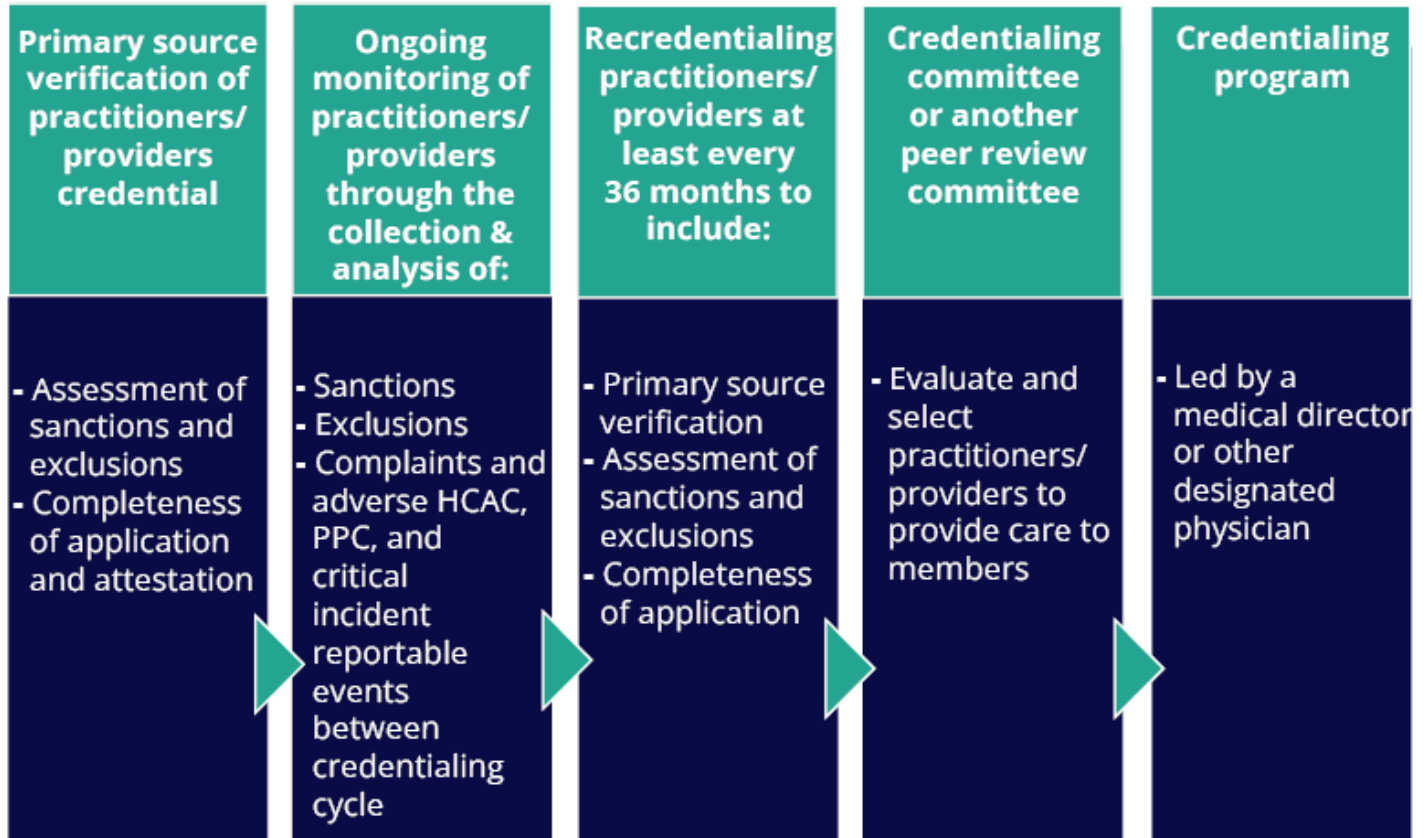 Primary source
verification of
practitioners/
providers
credential
- Assessment of
sanctions and
exclusions
- Completeness
of application
and attestation
Ongoing
monitoring of
practitioners/
providers
through the
collection &
analysis of:
- Sanctions
- Exclusions
- Complaints and
adverse HCAC,
PPC, and
critical
incident
reportable
events
between
credentialing
cycle
Recredentialing
practitioners/
providers at
least every
36 months to
include:
- Primary source
verification
- Assessment of
sanctions and
exclusions
- Completeness
of application
Credentialing
committee
or another
peer review
committee
- Evaluate and
select
practitioners/
providers to
provide care to
members
Credentialing
program
- Led by a
medical director
or other
designated
physician